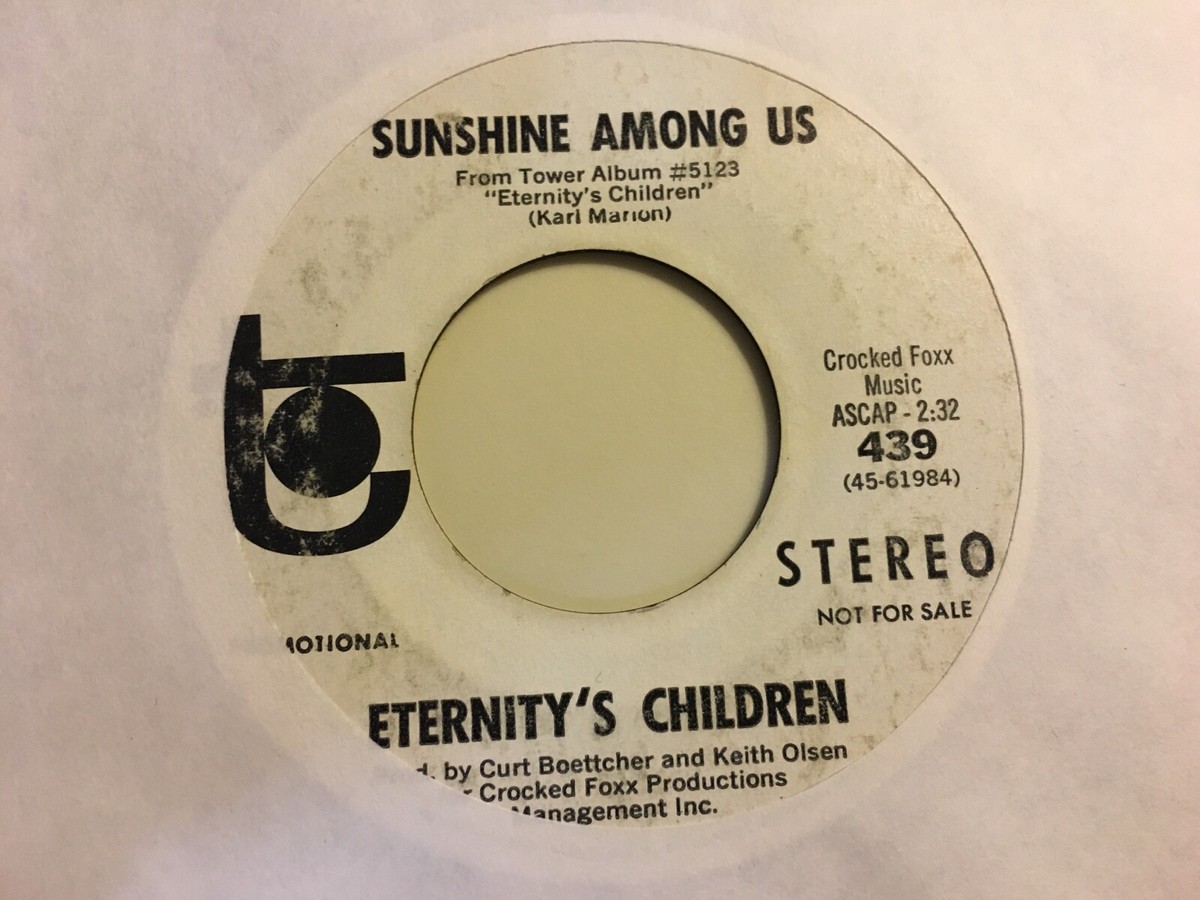 SUNSHINE AMONG US
From Tower Album #5123
"Eternity's Children"
(Karl Marion)
Crocked Foxx
Music
ASCAP - 2:32
439
(45-61984)
STEREO
NOT FOR SALE
ETERNITY'S CHILDREN
by Curt Boettcher and Keith Olsen
Crocked Foxx Productions
Management Inc.